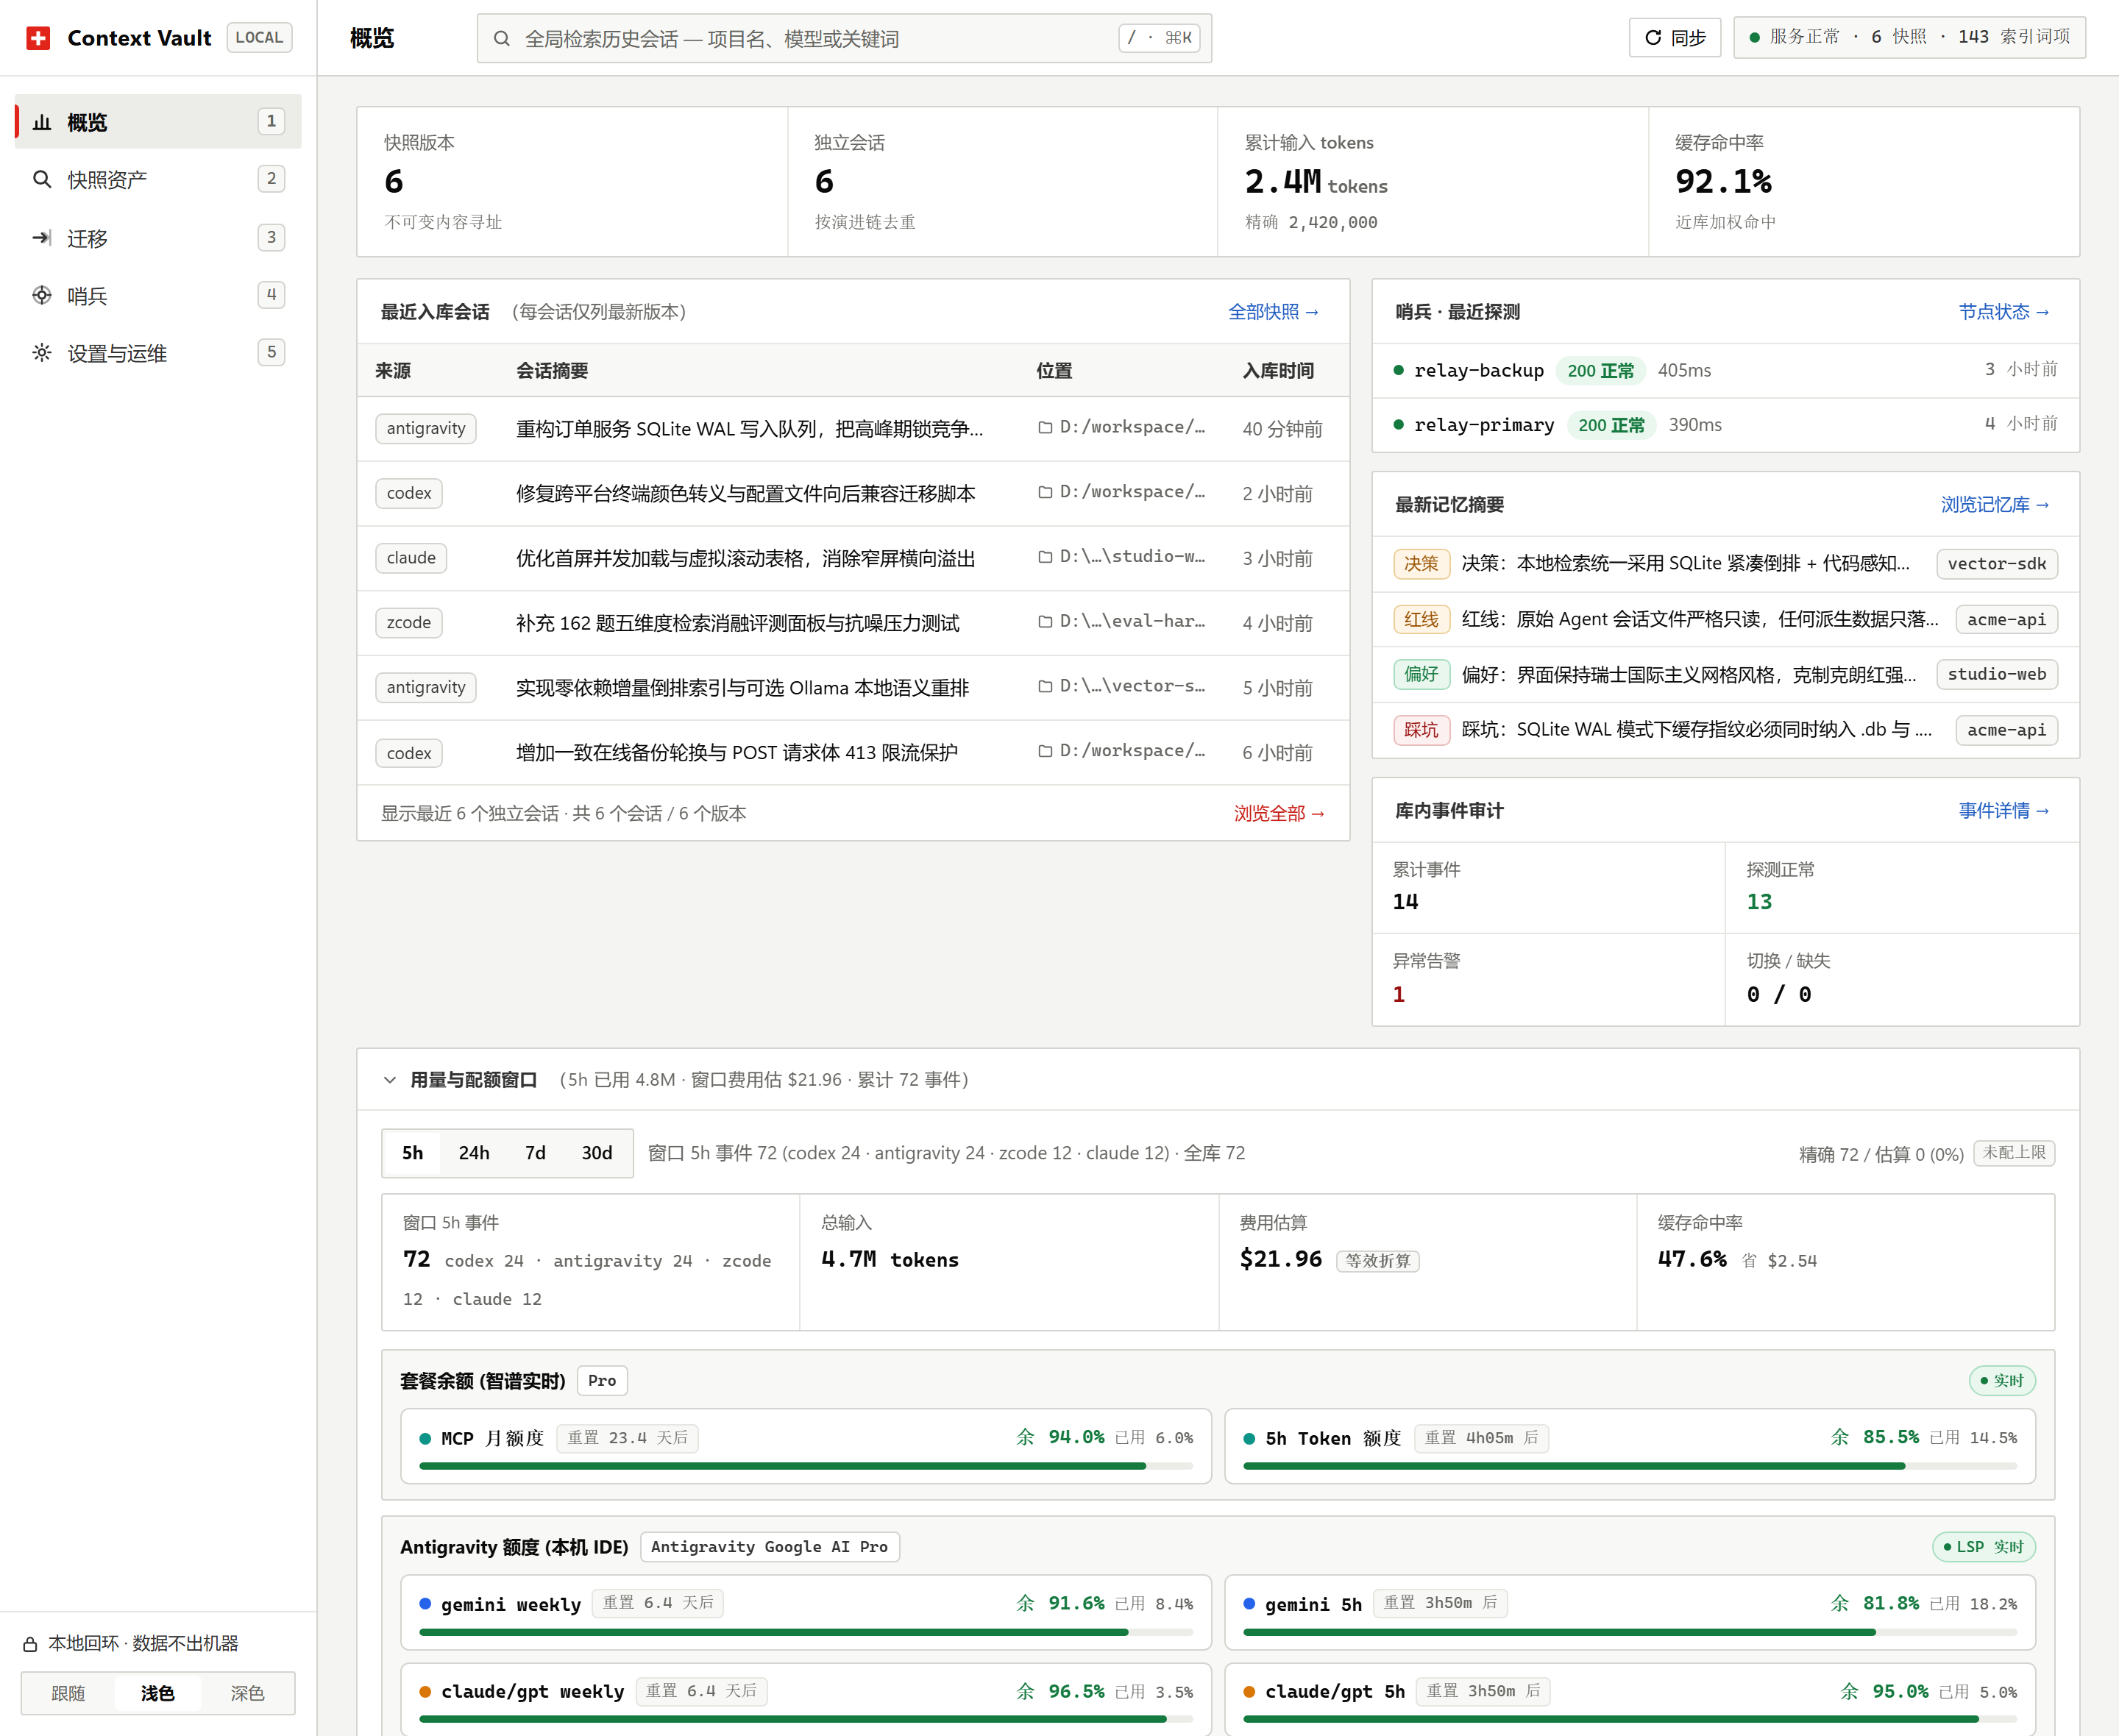 Context Vault LOCAL
概览
全局检索历史会话 — 项目名、模型或关键词
/ · ⌘K
同步
服务正常 · 6 快照 · 143 索引词项
概览 1
快照资产 2
迁移 3
哨兵 4
设置与运维 5
本地回环 · 数据不出机器
跟随 浅色 深色
快照版本
6
不可变内容寻址
独立会话
6
按演进链去重
累计输入 tokens
2.4M tokens
精确 2,420,000
缓存命中率
92.1%
近库加权命中
最近入库会话 (每会话仅列最新版本) 全部快照 →
来源 会话摘要 位置 入库时间
antigravity 重构订单服务 SQLite WAL 写入队列，把高峰期锁竞争... D:/workspace/... 40 分钟前
codex 修复跨平台终端颜色转义与配置文件向后兼容迁移脚本 D:/workspace/... 2 小时前
claude 优化首屏并发加载与虚拟滚动表格，消除窄屏横向溢出 D:\…\studio-w... 3 小时前
zcode 补充 162 题五维度检索消融评测面板与抗噪压力测试 D:\…\eval-har... 4 小时前
antigravity 实现零依赖增量倒排索引与可选 Ollama 本地语义重排 D:\…\vector-s... 5 小时前
codex 增加一致在线备份轮换与 POST 请求体 413 限流保护 D:/workspace/... 6 小时前
显示最近 6 个独立会话 · 共 6 个会话 / 6 个版本 浏览全部 →
哨兵 · 最近探测 节点状态 →
relay-backup 200 正常 405ms 3 小时前
relay-primary 200 正常 390ms 4 小时前
最新记忆摘要 浏览记忆库 →
决策 决策：本地检索统一采用 SQLite 紧凑倒排 + 代码感知... vector-sdk
红线 红线：原始 Agent 会话文件严格只读，任何派生数据只落... acme-api
偏好 偏好：界面保持瑞士国际主义网格风格，克制克朗红强... studio-web
踩坑 踩坑：SQLite WAL 模式下缓存指纹必须同时纳入 .db 与 .... acme-api
库内事件审计 事件详情 →
累计事件
14
探测正常
13
异常告警
1
切换 / 缺失
0 / 0
用量与配额窗口 (5h 已用 4.8M · 窗口费用估 $21.96 · 累计 72 事件)
5h 24h 7d 30d 窗口 5h 事件 72 (codex 24 · antigravity 24 · zcode 12 · claude 12) · 全库 72 精确 72 / 估算 0 (0%) 未配上限
窗口 5h 事件
72 codex 24 · antigravity 24 · zcode
12 · claude 12
总输入
4.7M tokens
费用估算
$21.96 等效折算
缓存命中率
47.6% 省 $2.54
套餐余额 (智谱实时) Pro 实时
MCP 月额度 重置 23.4 天后 余 94.0% 已用 6.0%
5h Token 额度 重置 4h05m 后 余 85.5% 已用 14.5%
Antigravity 额度 (本机 IDE) Antigravity Google AI Pro LSP 实时
gemini weekly 重置 6.4 天后 余 91.6% 已用 8.4%
gemini 5h 重置 3h50m 后 余 81.8% 已用 18.2%
claude/gpt weekly 重置 6.4 天后 余 96.5% 已用 3.5%
claude/gpt 5h 重置 3h50m 后 余 95.0% 已用 5.0%